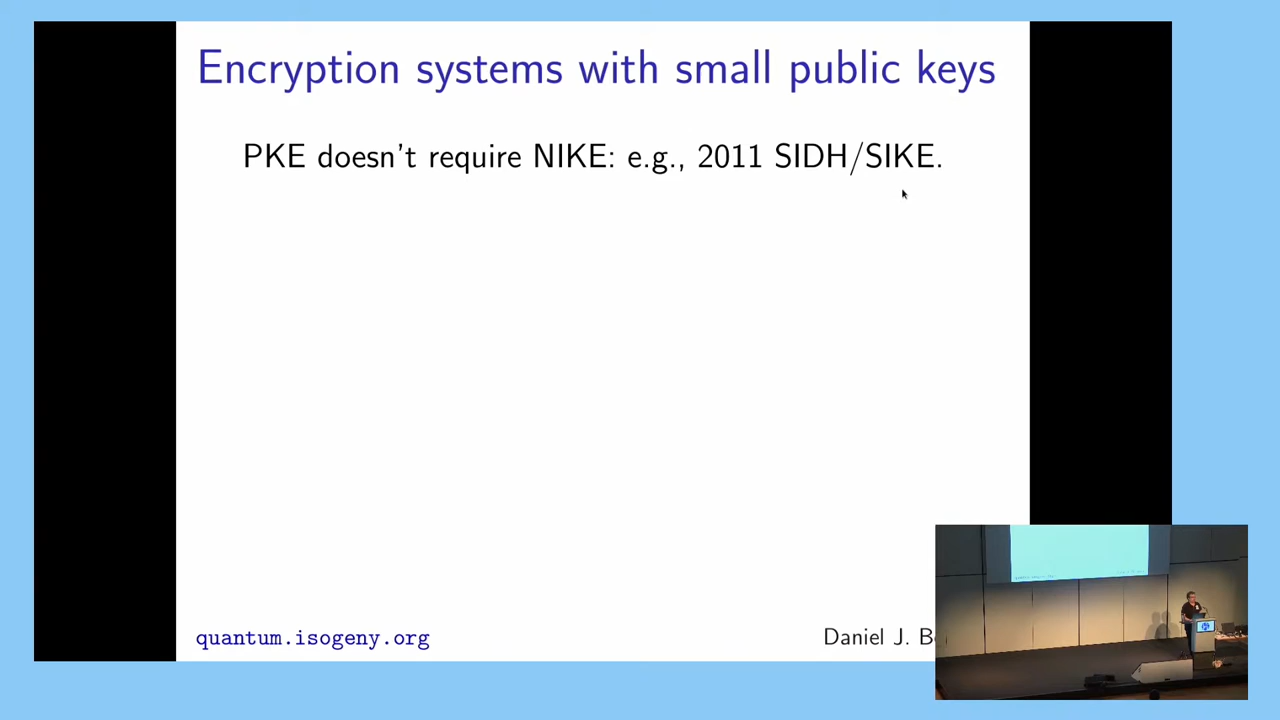 Encryption systems with small public keys
PKE doesn't require NIKE: e.g., 2011 SIDH/SIKE.
quantum.isogeny.org
Daniel J.